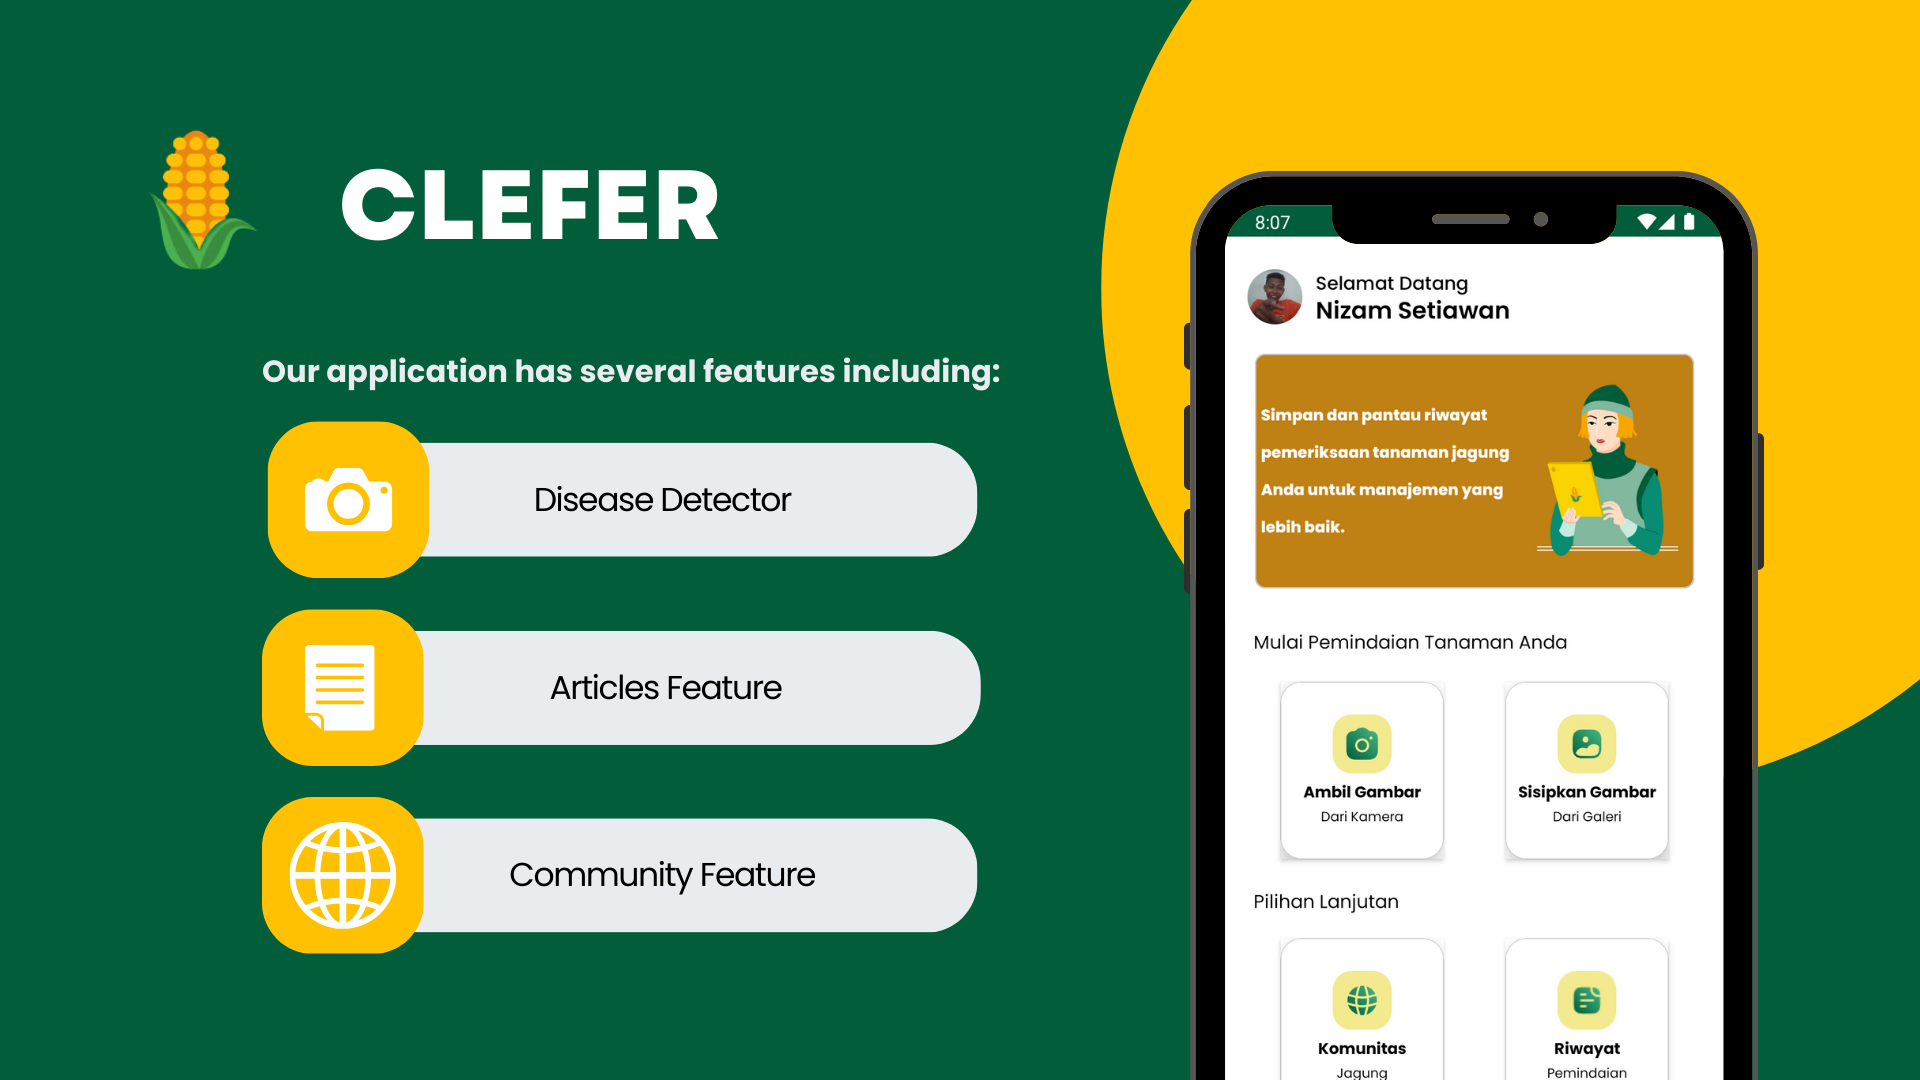 CLEFER
Our application has several features including:
Disease Detector
Articles Feature
Community Feature
8:07
Selamat Datang
Nizam Setiawan
Simpan dan pantau riwayat
pemeriksaan tanaman jagung
Anda untuk manajemen yang
lebih baik.
Mulai Pemindaian Tanaman Anda
Ambil Gambar
Dari Kamera
Sisipkan Gambar
Dari Galeri
Pilihan Lanjutan
Komunitas
Jagung
Riwayat
Pemindaian